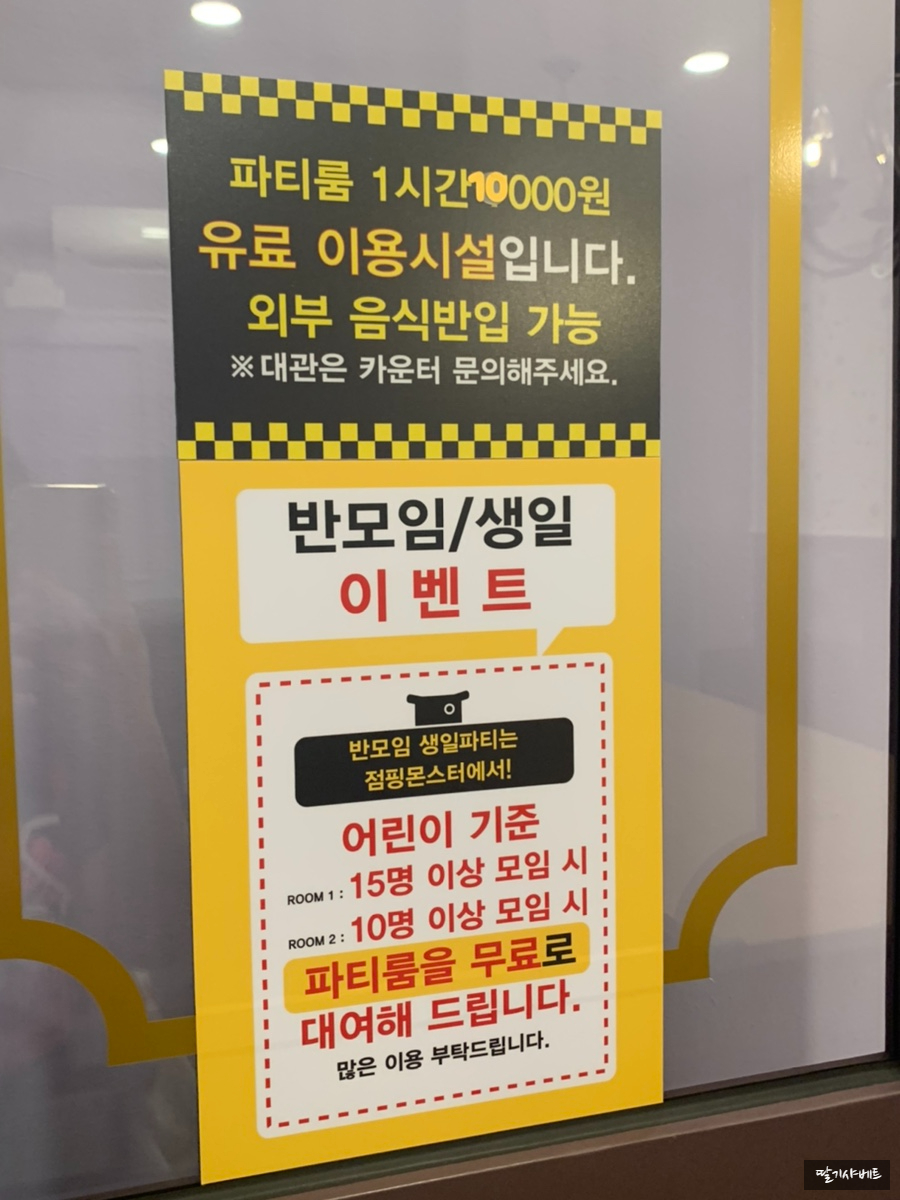 파티룸 1시간10000원
유료 이용시설입니다.
외부 음식반입 가능
※대관은 카운터 문의해주세요.
반모임/생일
이벤트
반모임 생일파티는
점핑몬스터에서!
어린이 기준
ROOM 1 : 15명 이상 모임 시
ROOM 2 : 10명 이상 모임 시
파티룸을 무료로
대여해 드립니다.
많은 이용 부탁드립니다.
딸기샤베트